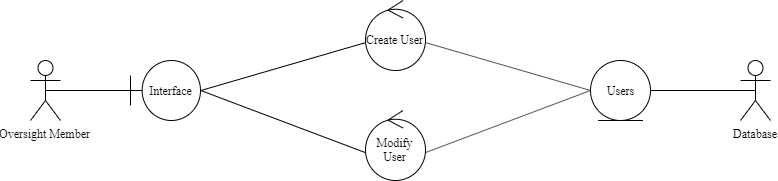 Create User
Interface
Users
Oversight Member
Database
Modify
User